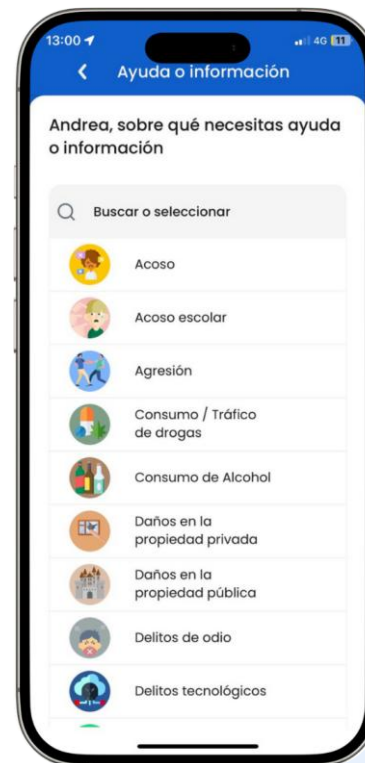 13:00
4G 11
Ayuda o información
Andrea, sobre qué necesitas ayuda
o información
Buscar o seleccionar
Acoso
Acoso escolar
Agresión
Consumo / Tráfico
de drogas
Consumo de Alcohol
Daños en la
propiedad privada
Daños en la
propiedad pública
Delitos de odio
Delitos tecnológicos